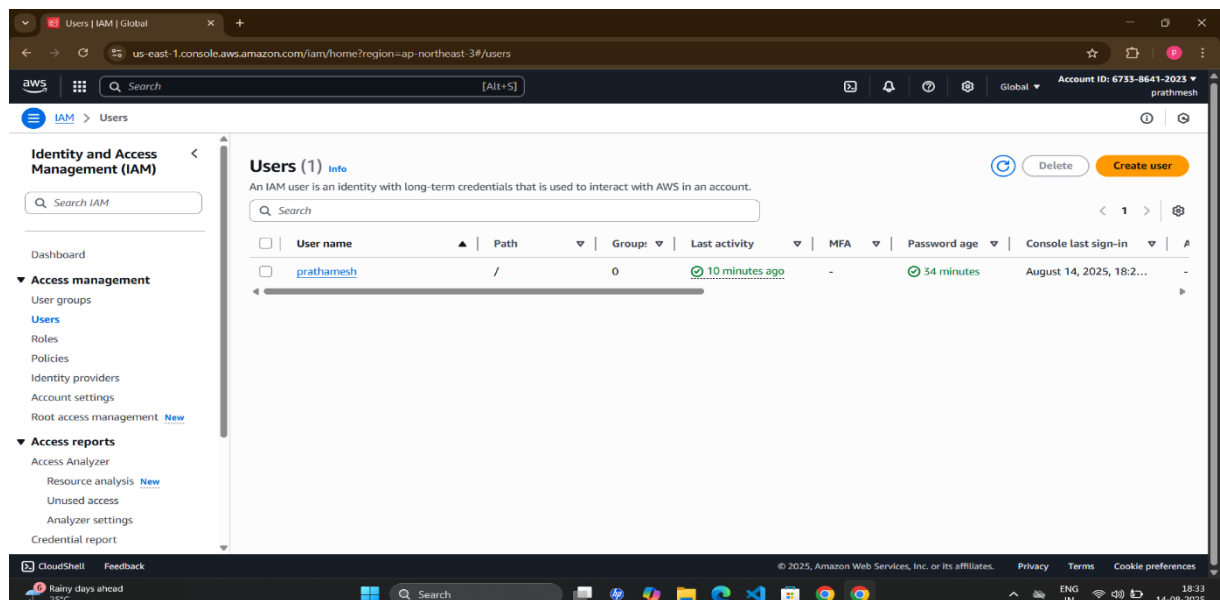 Users | IAM | Global
us-east-1.console.aws.amazon.com/iam/home?region=ap-northeast-3#/users
P
aws
Search [Alt+S]
Global
Account ID: 6733-8641-2023
prathmesh
IAM > Users
Identity and Access Management (IAM)
Search IAM
Dashboard
Access management
User groups
Users
Roles
Policies
Identity providers
Account settings
Root access management New
Access reports
Access Analyzer
Resource analysis New
Unused access
Analyzer settings
Credential report
Users (1) Info
An IAM user is an identity with long-term credentials that is used to interact with AWS in an account.
Delete
Create user
Search
1
User name Path Group: Last activity MFA Password age Console last sign-in A
prathamesh / 0 10 minutes ago - 34 minutes August 14, 2025, 18:2... -
CloudShell Feedback © 2025, Amazon Web Services, Inc. or its affiliates. Privacy Terms Cookie preferences
6 Rainy days ahead
Search
hp
ENG
18:33